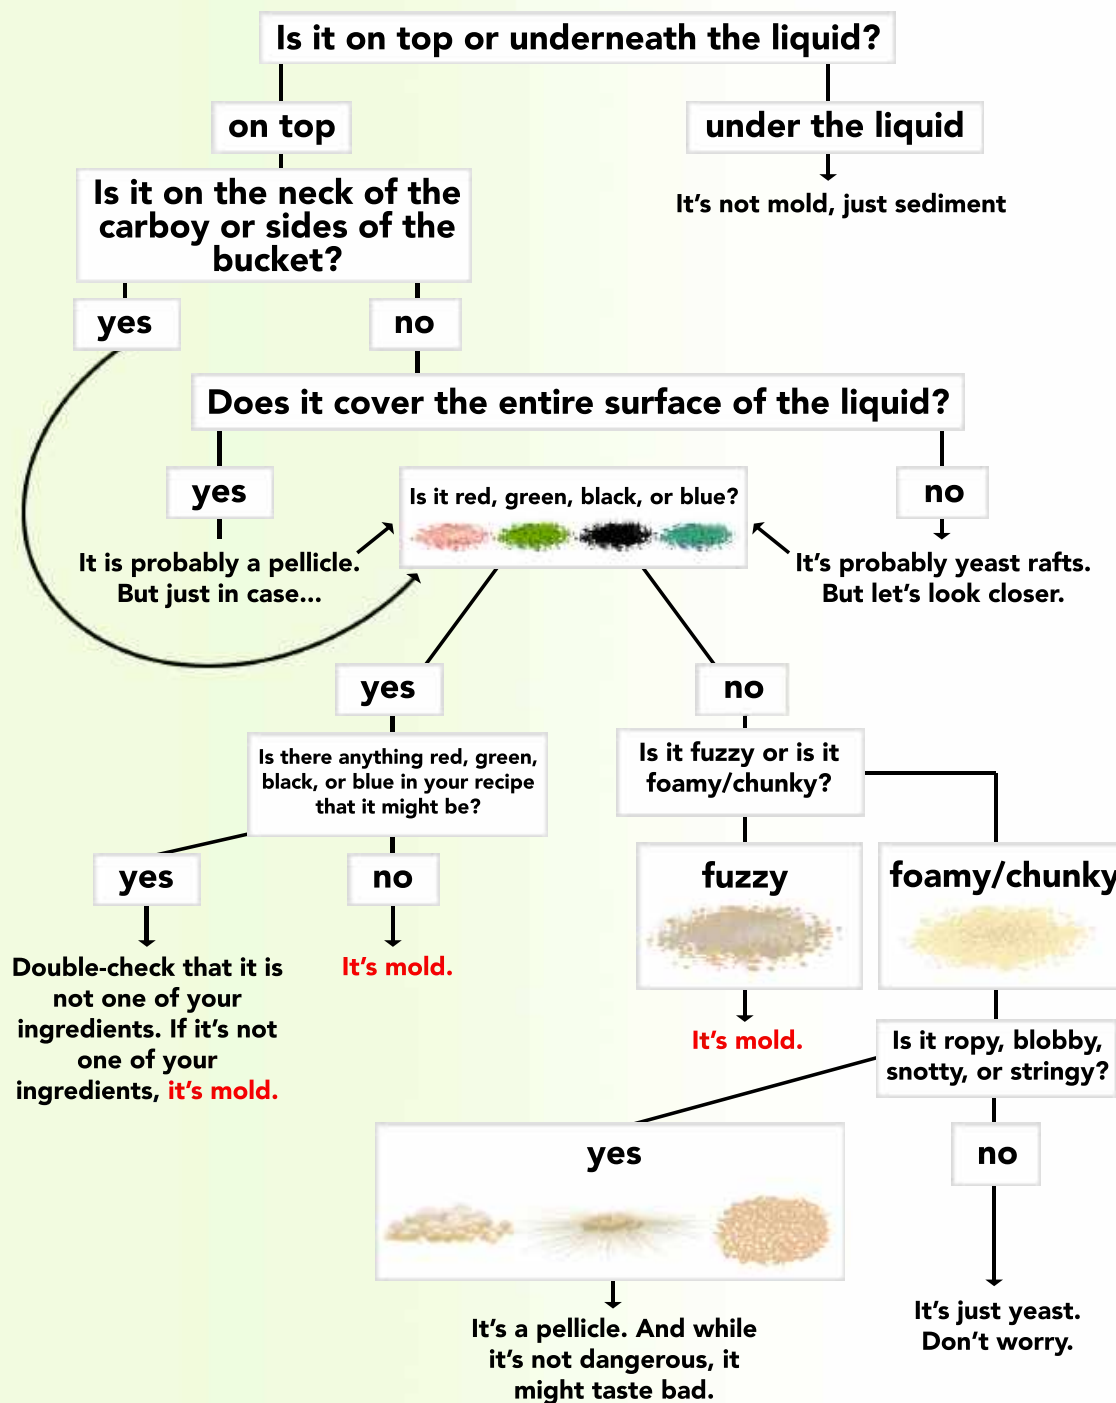 Is it on top or underneath the liquid?
on top
under the liquid
It's not mold, just sediment
Is it on the neck of the
carboy or sides of the
bucket?
yes
no
Does it cover the entire surface of the liquid?
yes
Is it red, green, black, or blue?
no
It is probably a pellicle.
But just in case...
It's probably yeast rafts.
But let's look closer.
yes
no
Is there anything red, green,
black, or blue in your recipe
that it might be?
Is it fuzzy or is it
foamy/chunky?
yes
no
fuzzy
foamy/chunky
Double-check that it is
not one of your
ingredients. If it's not
one of your
ingredients, it's mold.
It's mold.
It's mold.
Is it ropy, blobby,
snotty, or stringy?
yes
no
It's a pellicle. And while
it's not dangerous, it
might taste bad.
It's just yeast.
Don't worry.